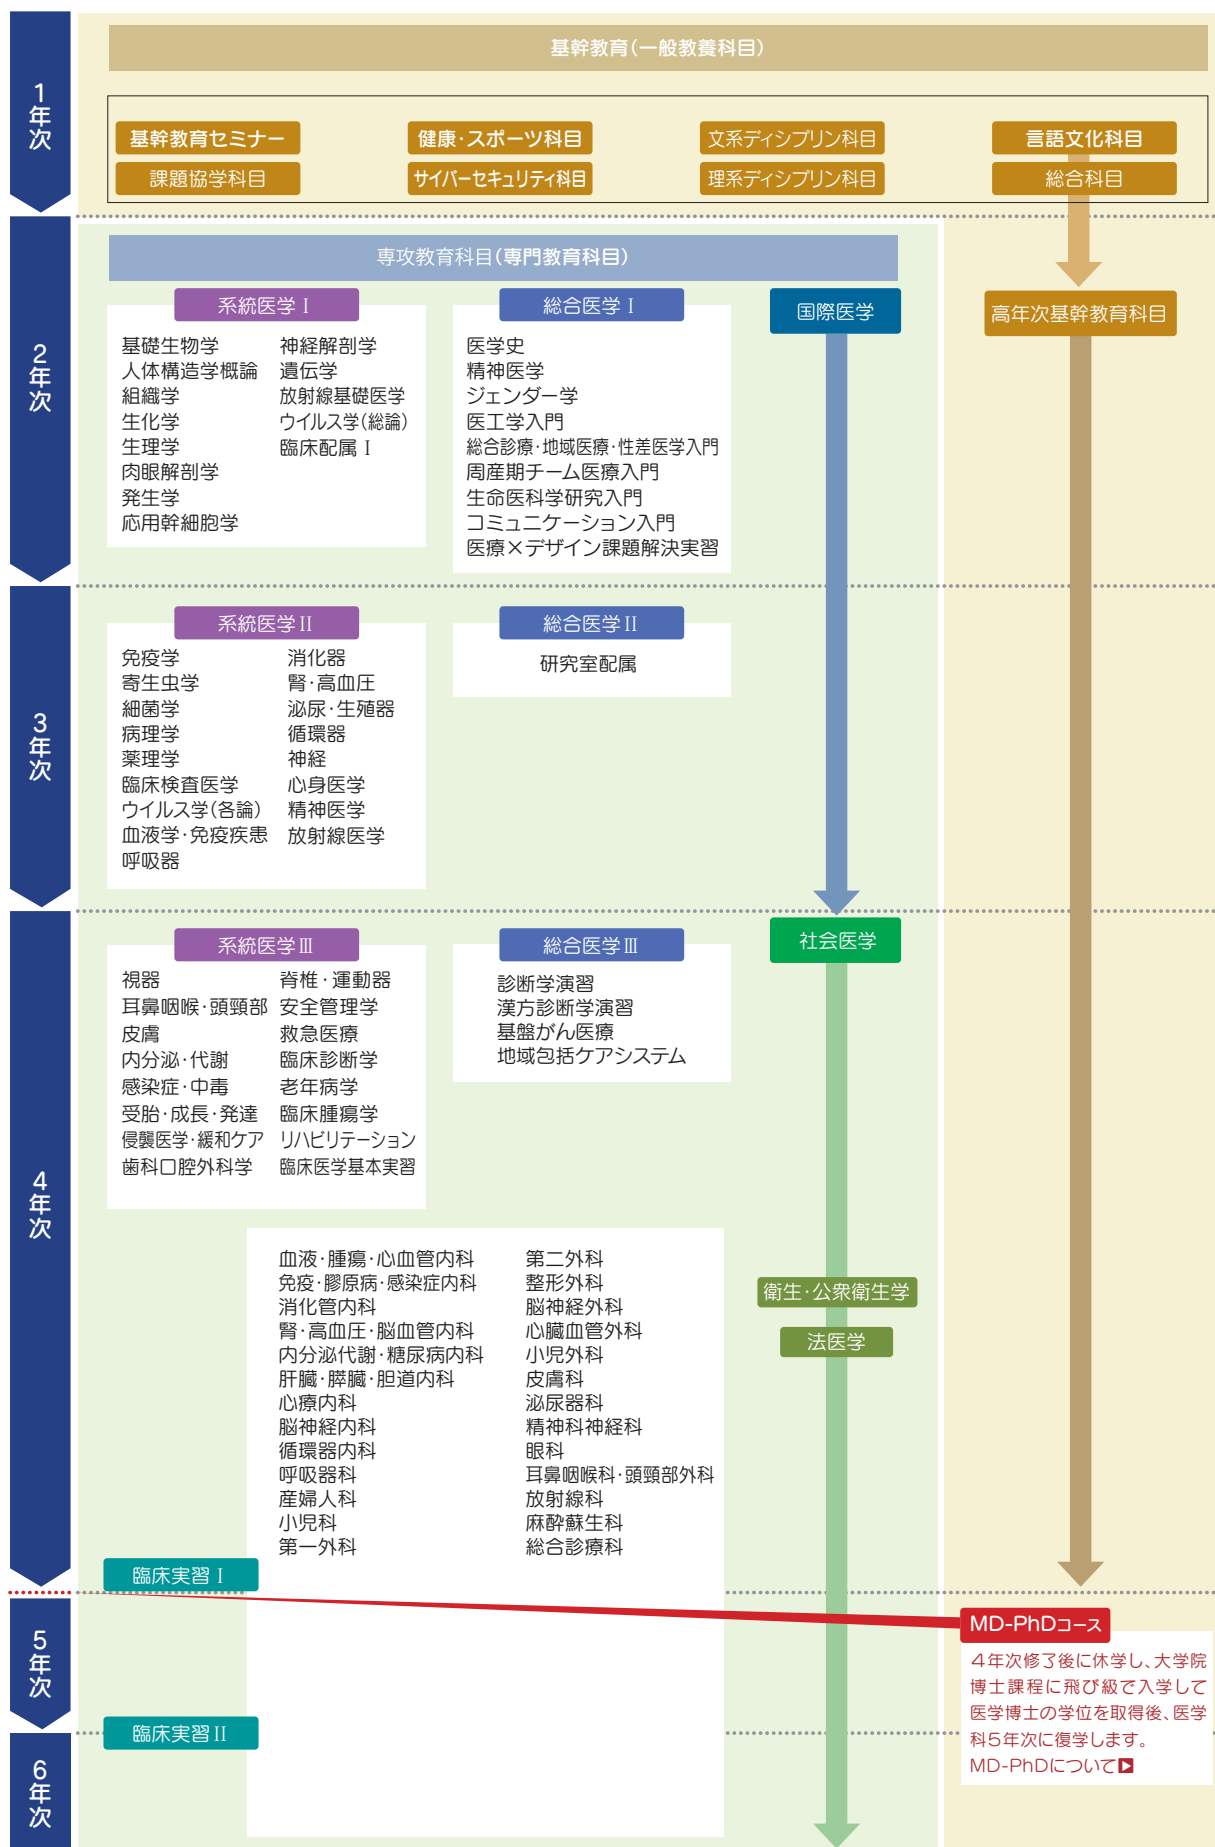 1年次
基幹教育(一般教養科目)
基幹教育セミナー
健康・スポーツ科目
文系ディシプリン科目
言語文化科目
課題協学科目
サイバーセキュリティ科目
理系ディシプリン科目
総合科目
2年次
専攻教育科目(専門教育科目)
系統医学 I
基礎生物学
人体構造学概論
組織学
生化学
生理学
肉眼解剖学
発生学
応用幹細胞学
神経解剖学
遺伝学
放射線基礎医学
ウイルス学(総論)
臨床配属 I
総合医学 I
医学史
精神医学
ジェンダー学
医工学入門
総合診療・地域医療・性差医学入門
周産期チーム医療入門
生命医科学研究入門
コミュニケーション入門
医療×デザイン課題解決実習
国際医学
高年次基幹教育科目
3年次
系統医学II
免疫学
寄生虫学
細菌学
病理学
薬理学
臨床検査医学
ウイルス学(各論)
血液学・免疫疾患
呼吸器
消化器
腎・高血圧
泌尿・生殖器
循環器
神経
心身医学
精神医学
放射線医学
総合医学II
研究室配属
4年次
系統医学III
視器
耳鼻咽喉・頭頸部
皮膚
内分泌・代謝
感染症・中毒
受胎・成長・発達
侵襲医学・緩和ケア
歯科口腔外科学
脊椎・運動器
安全管理学
救急医療
臨床診断学
老年病学
臨床腫瘍学
リハビリテーション
臨床医学基本実習
総合医学III
診断学演習
漢方診断学演習
基盤がん医療
地域包括ケアシステム
社会医学
血液・腫瘍・心血管内科
免疫・膠原病・感染症内科
消化管内科
腎・高血圧・脳血管内科
内分泌代謝・糖尿病内科
肝臓・膵臓・胆道内科
心療内科
脳神経内科
循環器内科
呼吸器科
産婦人科
小児科
第一外科
第二外科
整形外科
脳神経外科
心臓血管外科
小児外科
皮膚科
泌尿器科
精神科神経科
眼科
耳鼻咽喉科・頭頸部外科
放射線科
麻酔蘇生科
総合診療科
衛生・公衆衛生学
法医学
臨床実習 I
5年次
MD-PhDコース
4年次修了後に休学し、大学院
博士課程に飛び級で入学して
医学博士の学位を取得後、医学
科5年次に復学します。
MD-PhDについて
臨床実習II
6年次